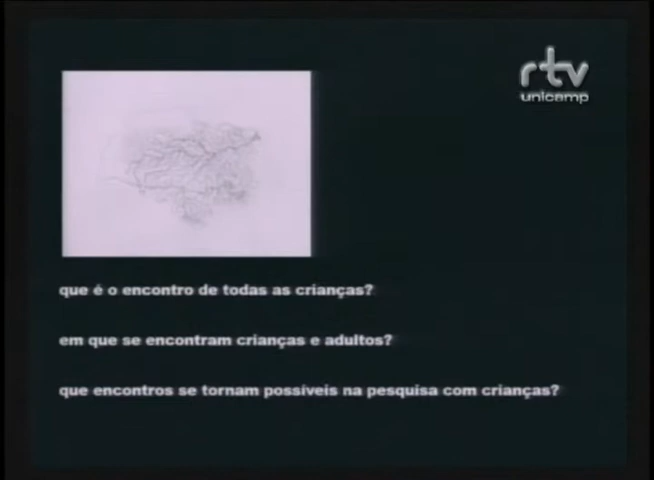 rtv
unicamp
que é o encontro de todas as crianças?
em que se encontram crianças e adultos?
que encontros se tornam possíveis na pesquisa com crianças?